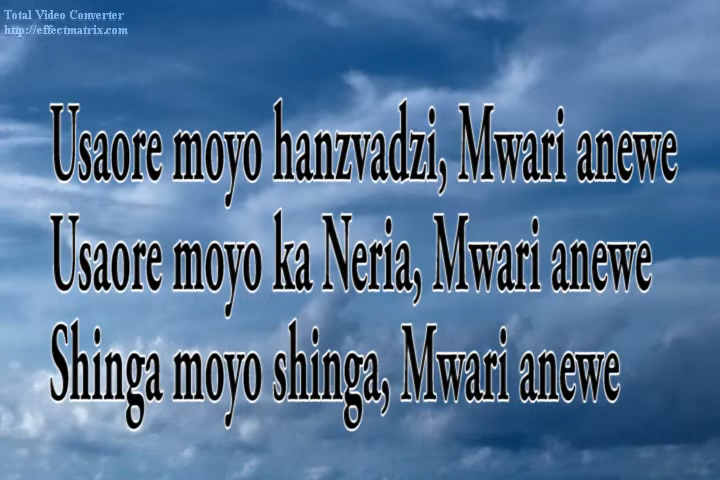 Total Video Converter
http://effectmatrix.com
Usaore moyo hanzvadzi, Mwari anewe
Usaore moyo ka Neria, Mwari anewe
Shinga moyo shinga, Mwari anewe